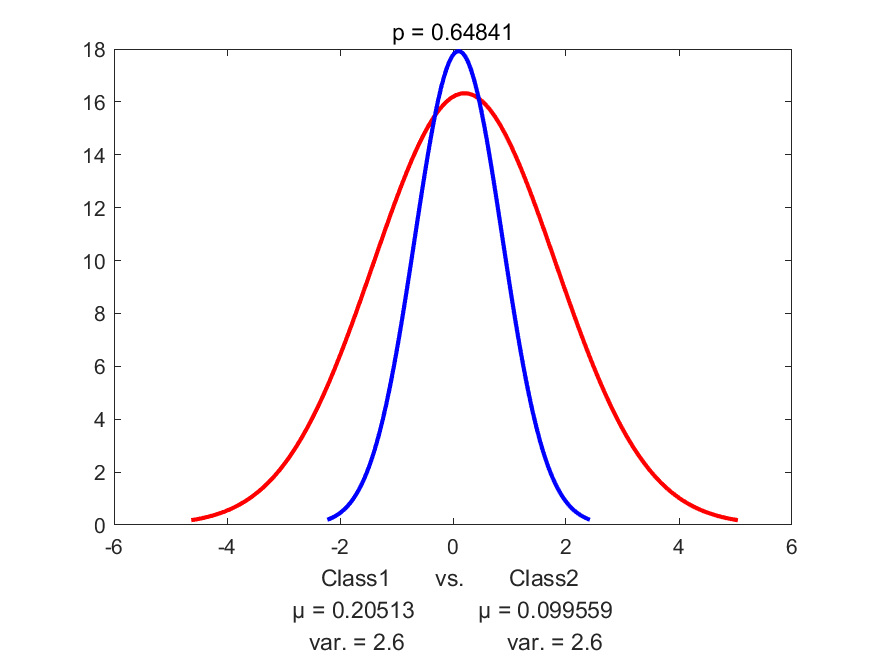 p = 0.64841
18
16
14
12
10
8
6
4
2
0
-6 -4 -2 0 2 4 6
Class1 vs. Class2
μ = 0.20513 μ = 0.099559
var. = 2.6 var. = 2.6